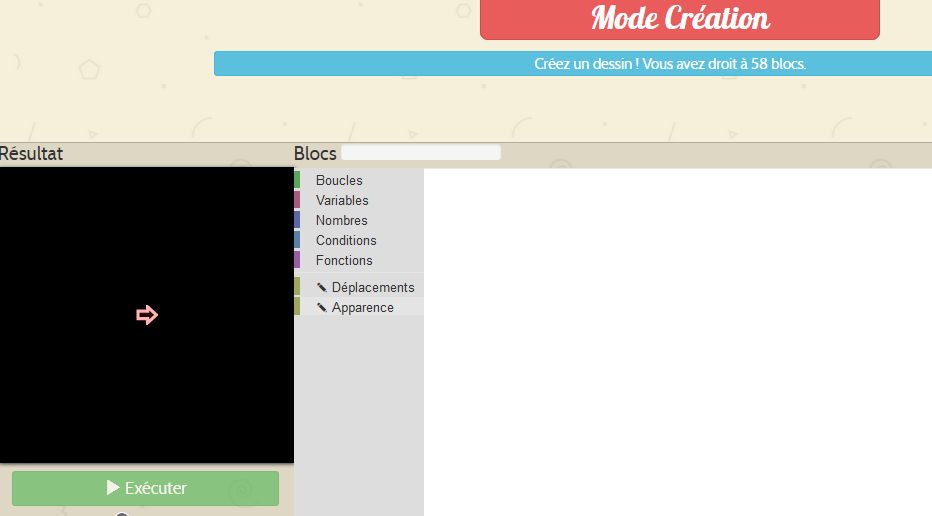 Mode Création
Créez un dessin ! Vous avez droit à 58 blocs.
Résultat
Blocs
Boucles
Variables
Nombres
Conditions
Fonctions
Déplacements
Apparence
Exécuter